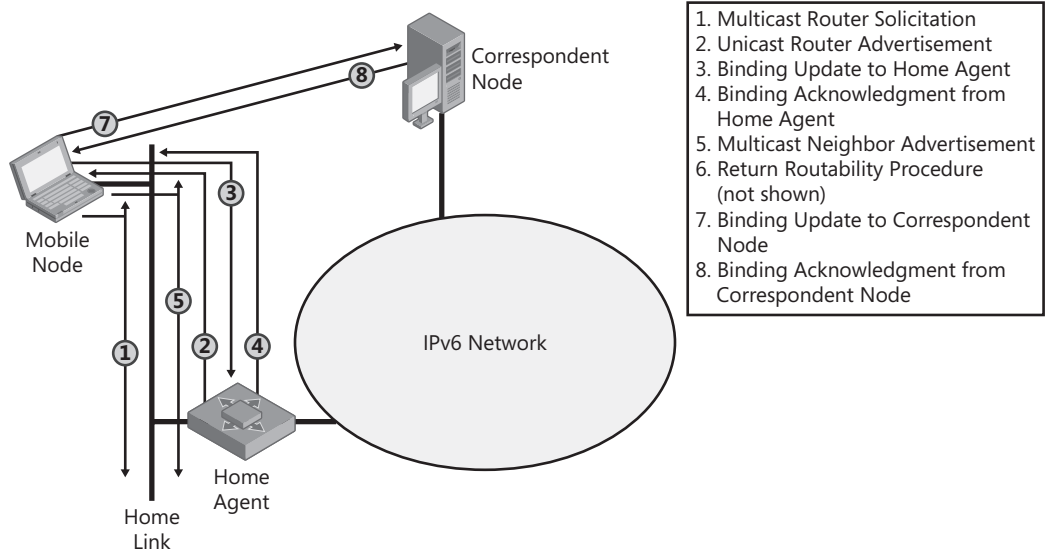 Correspondent
Node
8
7
3
Mobile
Node
5
1
2
4
IPv6 Network
Home
Agent
Home
Link
1. Multicast Router Solicitation
2. Unicast Router Advertisement
3. Binding Update to Home Agent
4. Binding Acknowledgment from
Home Agent
5. Multicast Neighbor Advertisement
6. Return Routability Procedure
(not shown)
7. Binding Update to Correspondent
Node
8. Binding Acknowledgment from
Correspondent Node